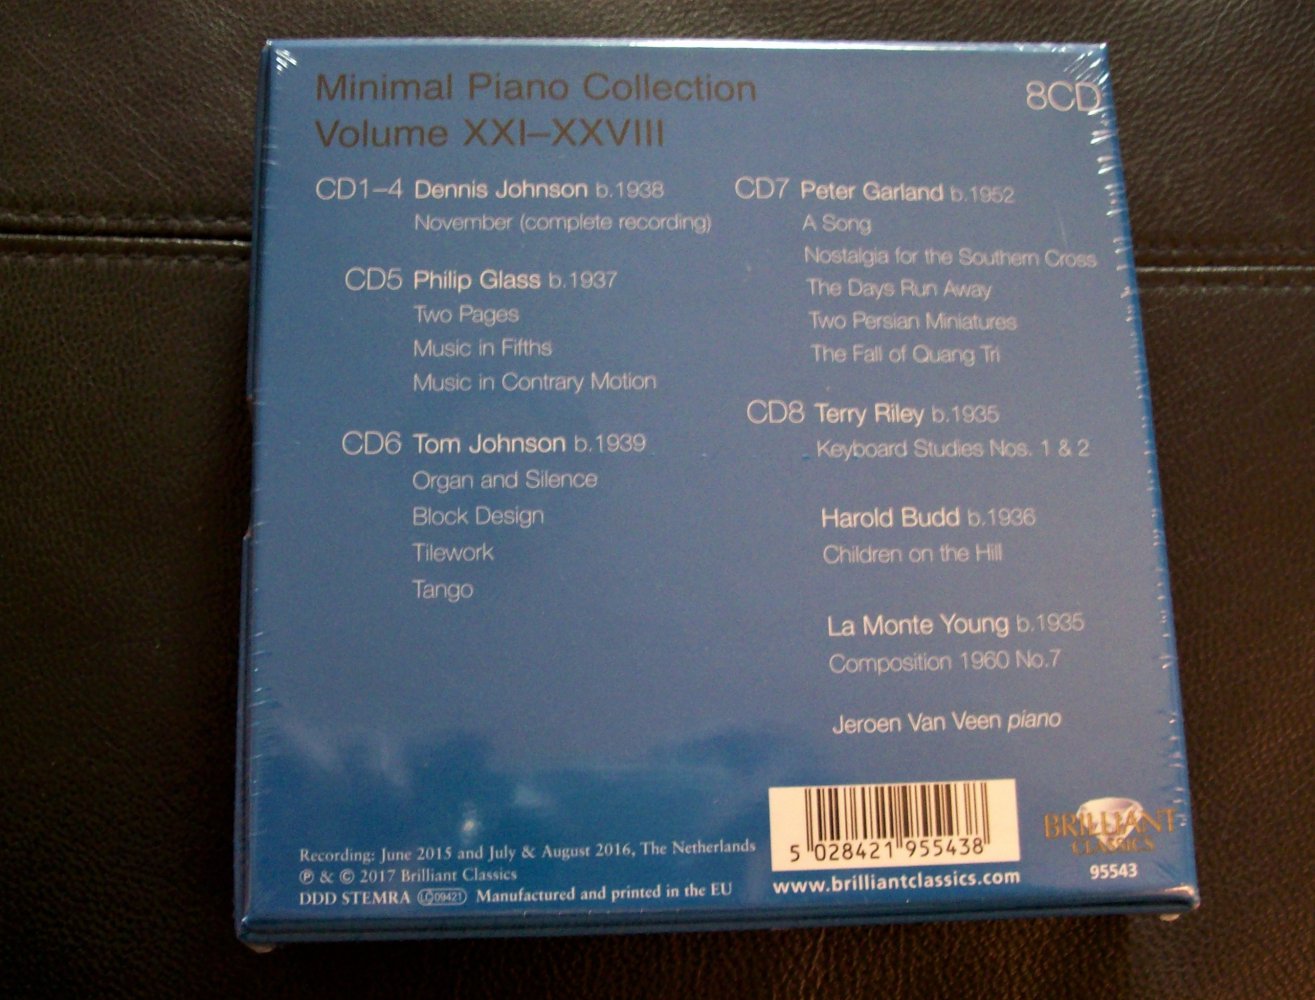 Minimal Piano Collection
Volume XXI–XXVIII
8CD
CD1–4 Dennis Johnson b.1938
November (complete recording)
CD5 Philip Glass b.1937
Two Pages
Music in Fifths
Music in Contrary Motion
CD6 Tom Johnson b.1939
Organ and Silence
Block Design
Tilework
Tango
CD7 Peter Garland b.1952
A Song
Nostalgia for the Southern Cross
The Days Run Away
Two Persian Miniatures
The Fall of Quang Tri
CD8 Terry Riley b.1935
Keyboard Studies Nos. 1 & 2
Harold Budd b.1936
Children on the Hill
La Monte Young b.1935
Composition 1960 No.7
Jeroen Van Veen piano
Recording: June 2015 and July & August 2016, The Netherlands
℗ & © 2017 Brilliant Classics
DDD STEMRA LC 09421 Manufactured and printed in the EU
5 028421 955438
www.brilliantclassics.com
BRILLIANT
CLASSICS
95543